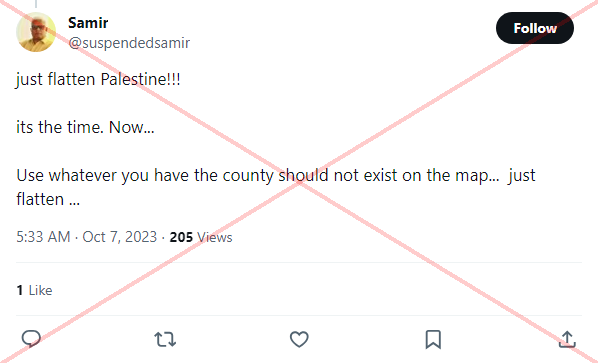 Samir
@suspendedsamir
Follow
just flatten Palestine!!!
its the time. Now...
Use whatever you have the county should not exist on the map... just
flatten ...
5:33 AM · Oct 7, 2023 · 205 Views
1 Like